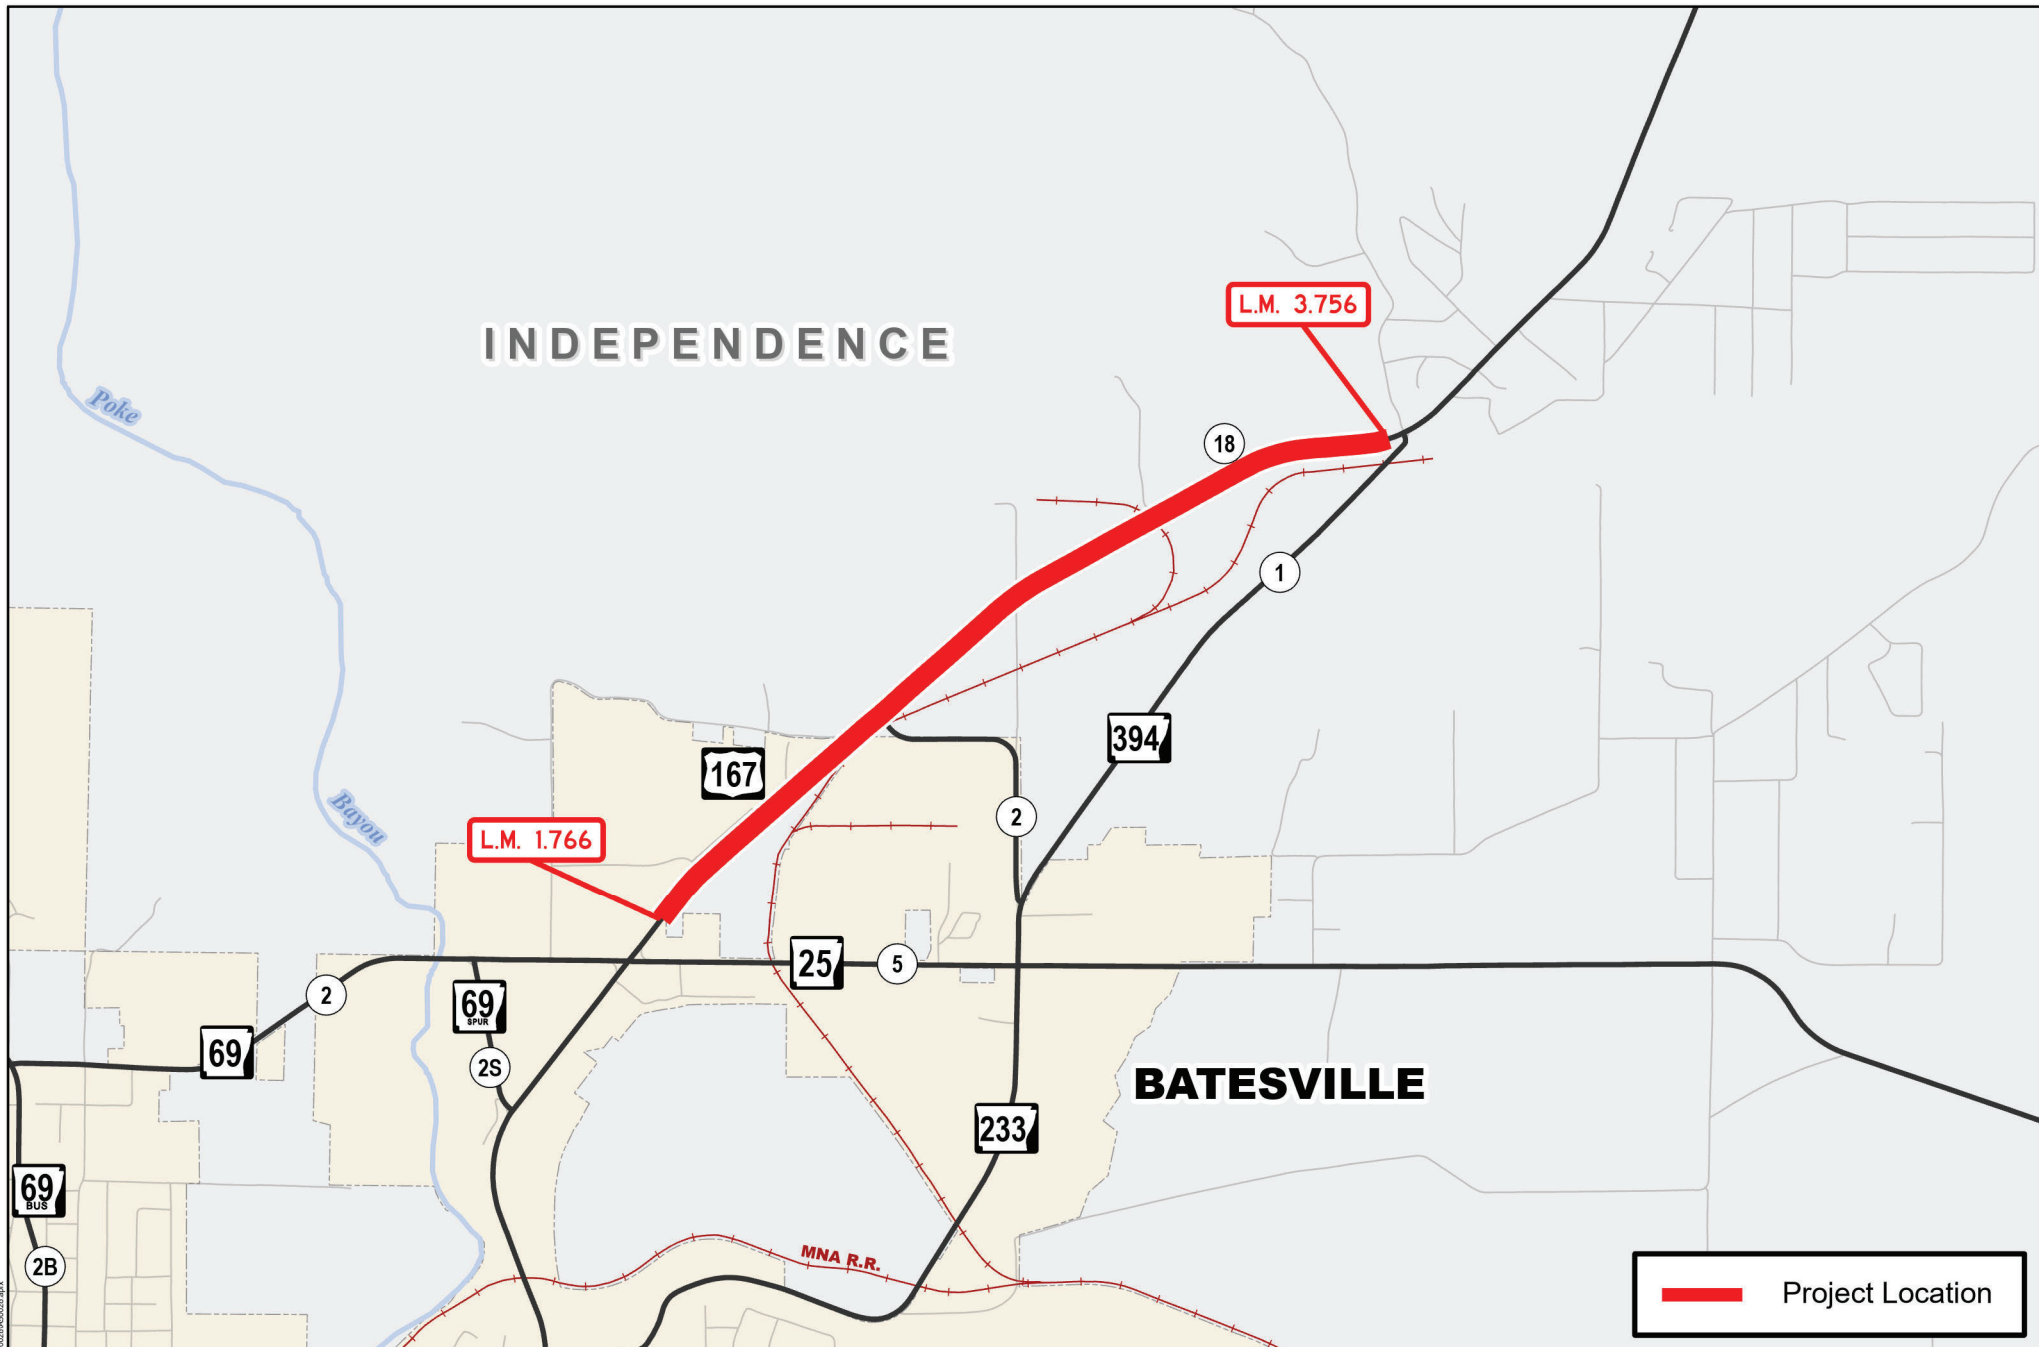 INDEPENDENCE
L.M. 3.756
Poke
18
1
394
167
2
L.M. 1.766
Bayou
25
5
2
69
SPUR
69
2S
BATESVILLE
233
69
BUS
MNA R.R.
2B
Project Location